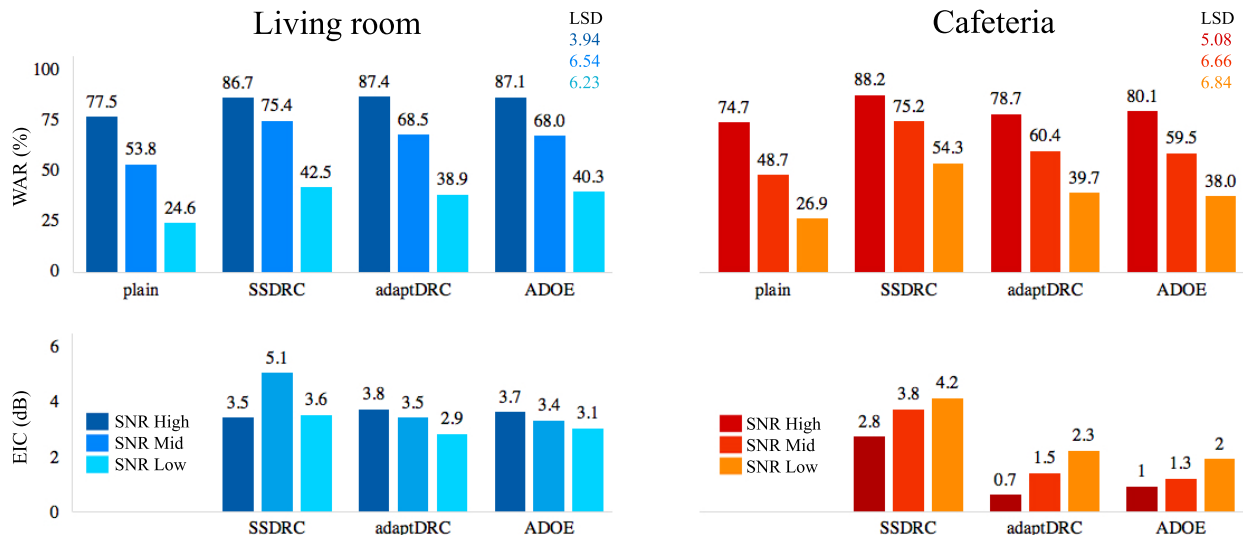 Living room
LSD
3.94
6.54
6.23
WAR (%)
100
75
50
25
0
77.5
53.8
24.6
86.7
75.4
42.5
87.4
68.5
38.9
87.1
68.0
40.3
plain
SSDRC
adaptDRC
ADOE
Cafeteria
LSD
5.08
6.66
6.84
74.7
48.7
26.9
88.2
75.2
54.3
78.7
60.4
39.7
80.1
59.5
38.0
plain
SSDRC
adaptDRC
ADOE
EIC (dB)
6
4
2
0
SNR High
SNR Mid
SNR Low
3.5
5.1
3.6
3.8
3.5
2.9
3.7
3.4
3.1
SSDRC
adaptDRC
ADOE
SNR High
SNR Mid
SNR Low
2.8
3.8
4.2
0.7
1.5
2.3
1
1.3
2
SSDRC
adaptDRC
ADOE